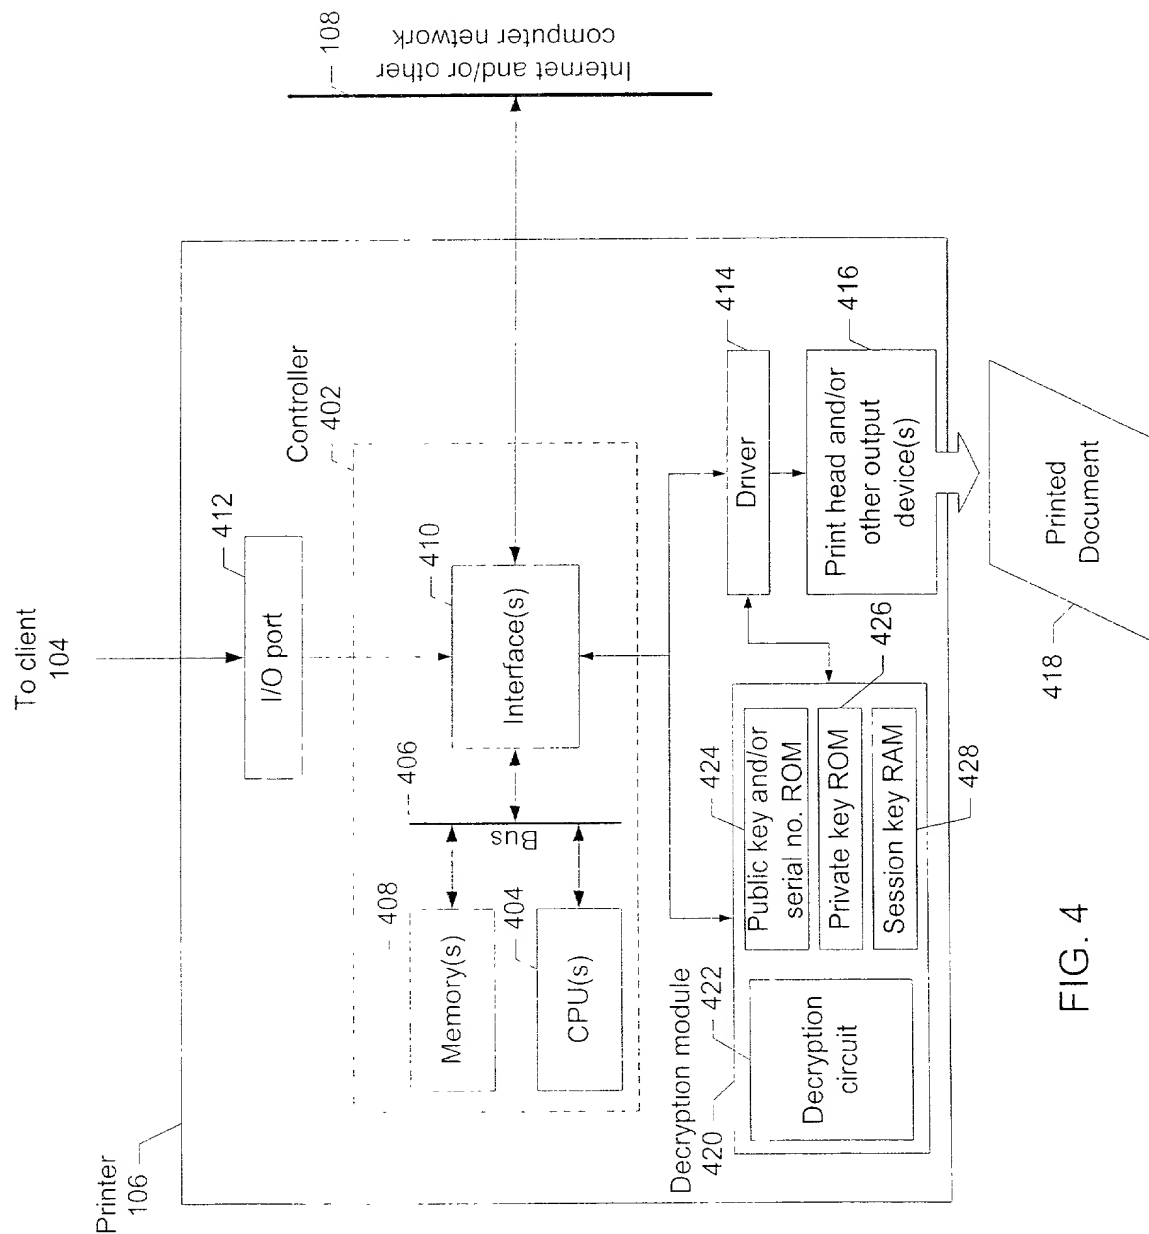 Printer
106
To client
104
I/O port
412
Controller
402
Memory(s)
408
CPU(s)
404
406
Bus
Interface(s)
410
Internet and/or other
computer network
108
Decryption module
420
422
Decryption
circuit
Public key and/or
serial no. ROM
424
Private key ROM
426
Session key RAM
428
Driver
414
Print head and/or
other output
device(s)
416
Printed
Document
418
FIG. 4